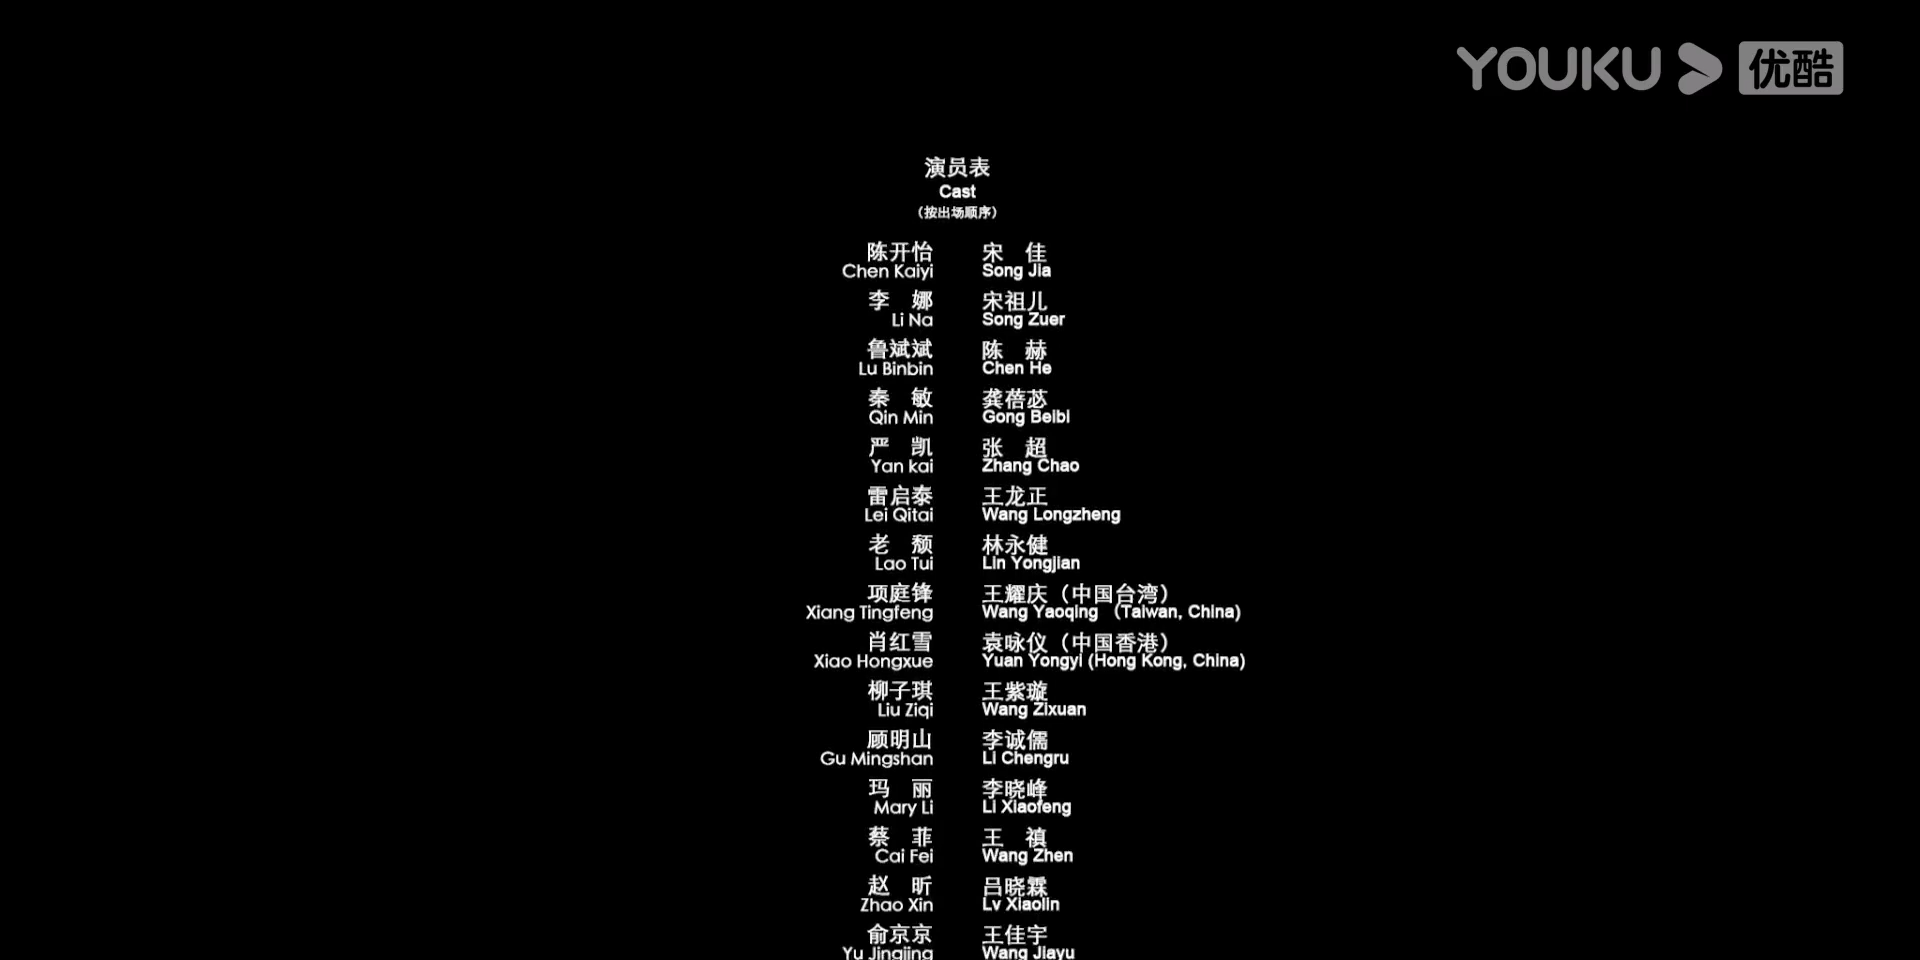 YOUKU 优酷
演员表
Cast
（按出场顺序）
陈开怡 宋 佳
Chen Kaiyi Song Jia
李 娜 宋祖儿
Li Na Song Zuer
鲁斌斌 陈 赫
Lu Binbin Chen He
秦 敏 龚蓓苾
Qin Min Gong Beibi
严 凯 张 超
Yan kai Zhang Chao
雷启泰 王龙正
Lei Qitai Wang Longzheng
老 颓 林永健
Lao Tui Lin Yongjian
项庭锋 王耀庆（中国台湾）
Xiang Tingfeng Wang Yaoqing （Taiwan, China)
肖红雪 袁咏仪（中国香港）
Xiao Hongxue Yuan Yongyi (Hong Kong, China)
柳子琪 王紫璇
Liu Ziqi Wang Zixuan
顾明山 李诚儒
Gu Mingshan Li Chengru
玛 丽 李晓峰
Mary Li Li Xiaofeng
蔡 菲 王 禛
Cai Fei Wang Zhen
赵 昕 吕晓霖
Zhao Xin Lv Xiaolin
俞京京 王佳宇
Yu Jingjing Wang Jiayu